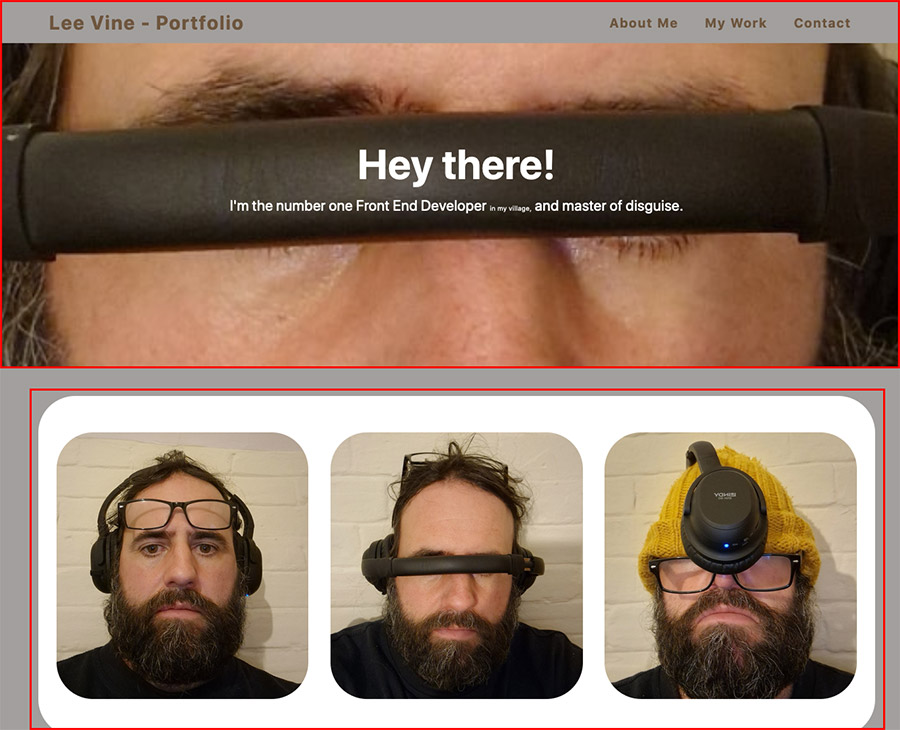 Lee Vine - Portfolio
About Me My Work Contact
Hey there!
I'm the number one Front End Developer in my village, and master of disguise.